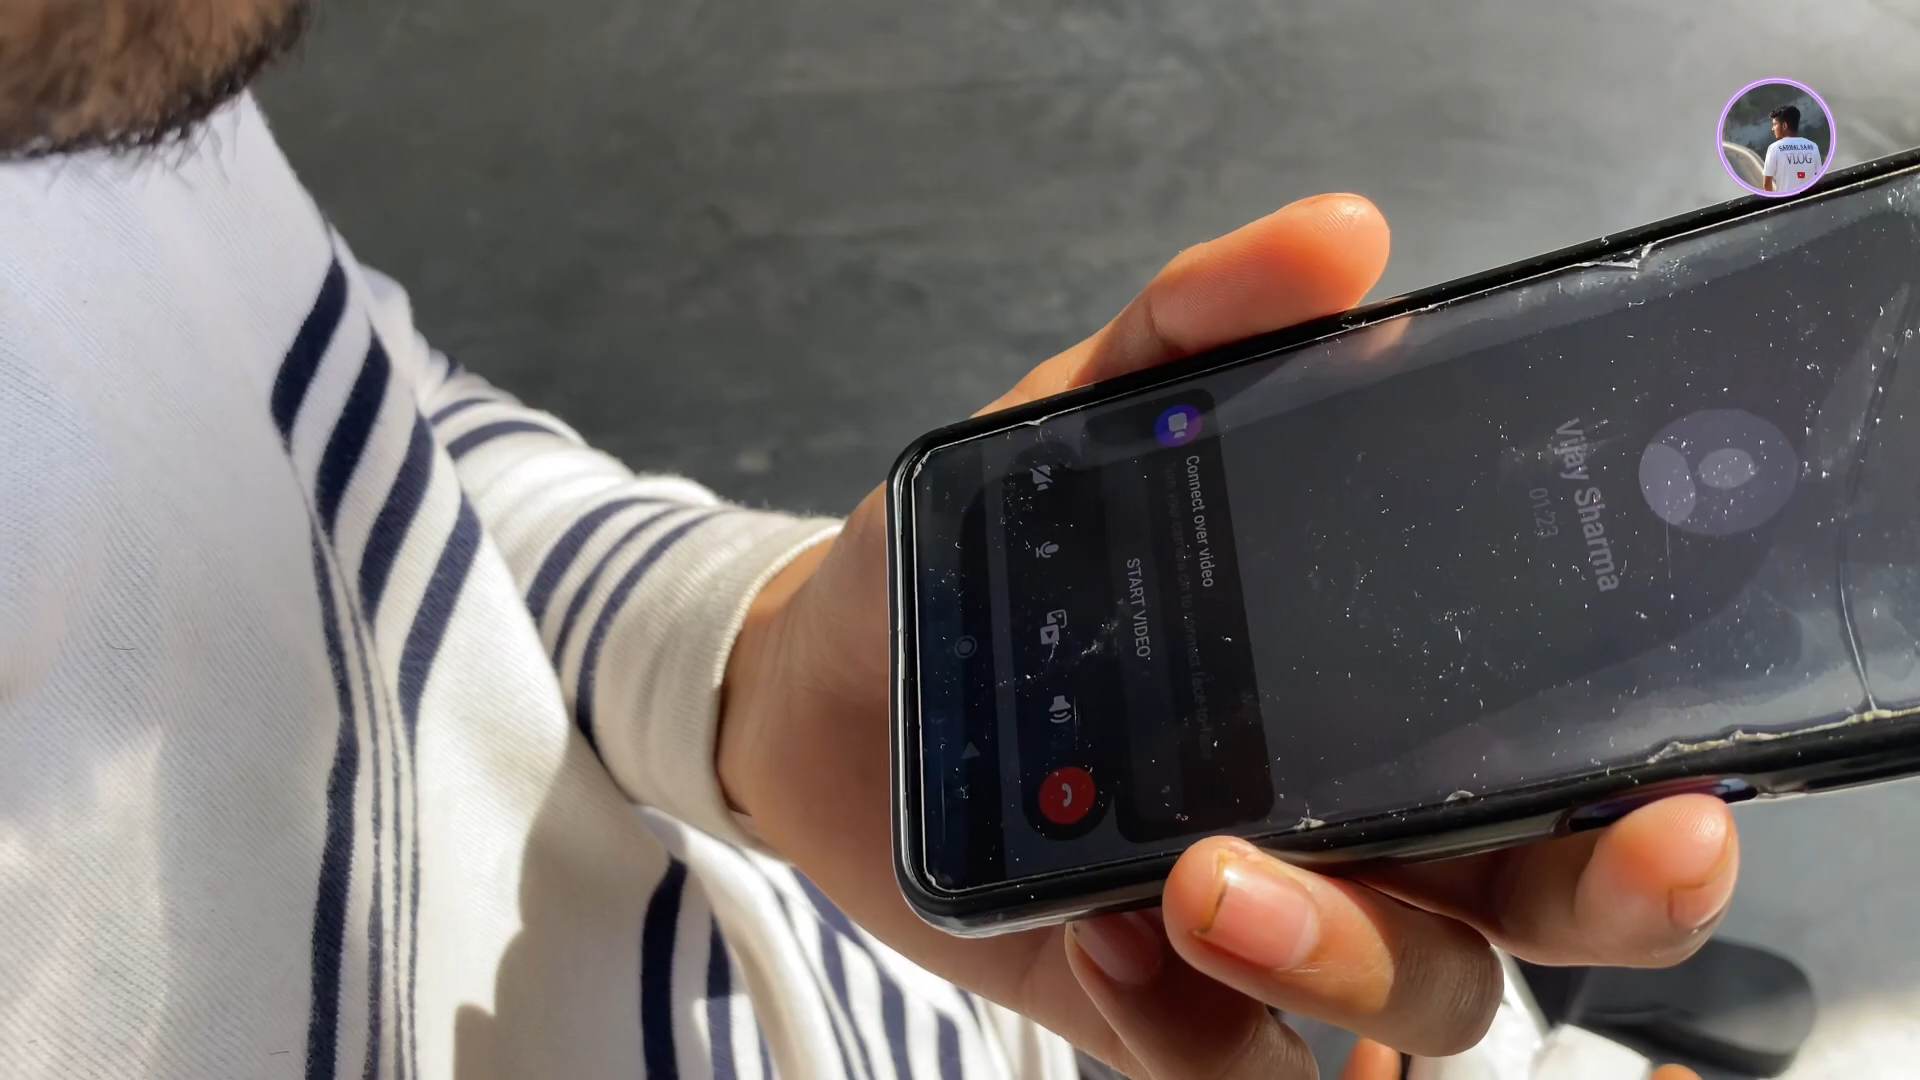 Vijay Sharma
01:23
Connect over video
START VIDEO
VLOG